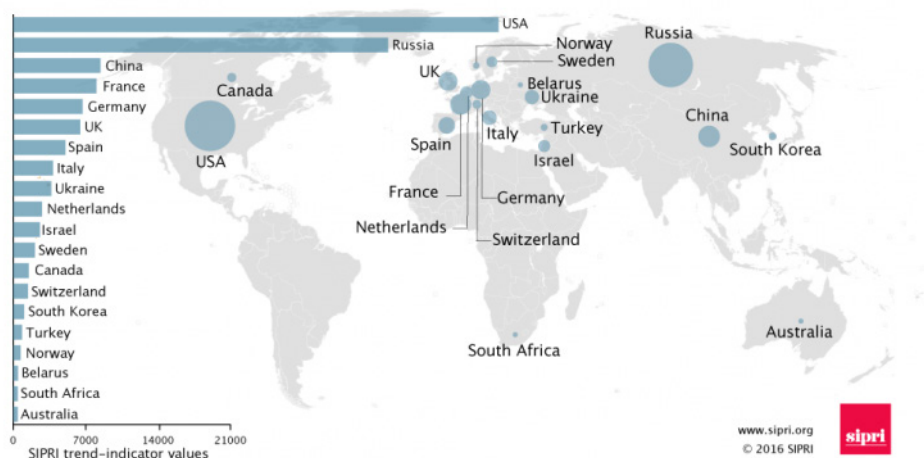 USA
Russia
China
France
Germany
UK
Spain
Italy
Ukraine
Netherlands
Israel
Sweden
Canada
Switzerland
South Korea
Turkey
Norway
Belarus
South Africa
Australia
0 7000 14000 21000
SIPRI trend–indicator values
Canada
USA
Norway
Sweden
UK
Belarus
Ukraine
Spain
Italy
Turkey
Israel
France
Germany
Netherlands
Switzerland
Russia
China
South Korea
South Africa
Australia
www.sipri.org
© 2016 SIPRI
sipri